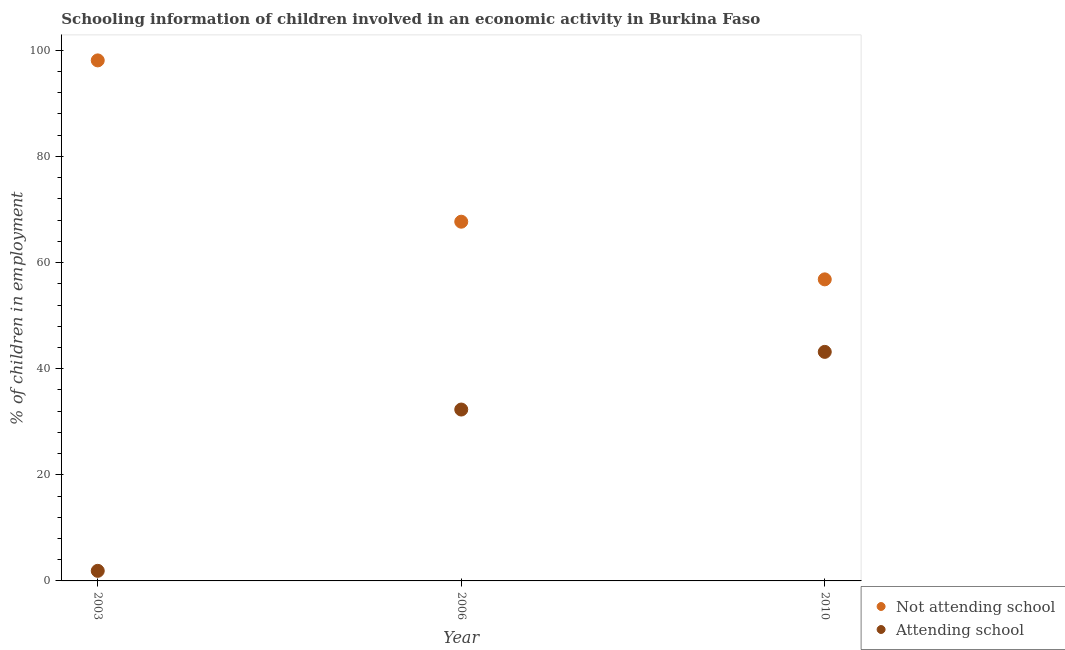 Schooling information of children involved in an economic activity in Burkina Faso
% of children in employment
100
80
60
40
20
0
2003
2006
2010
Year
Not attending school
Attending school